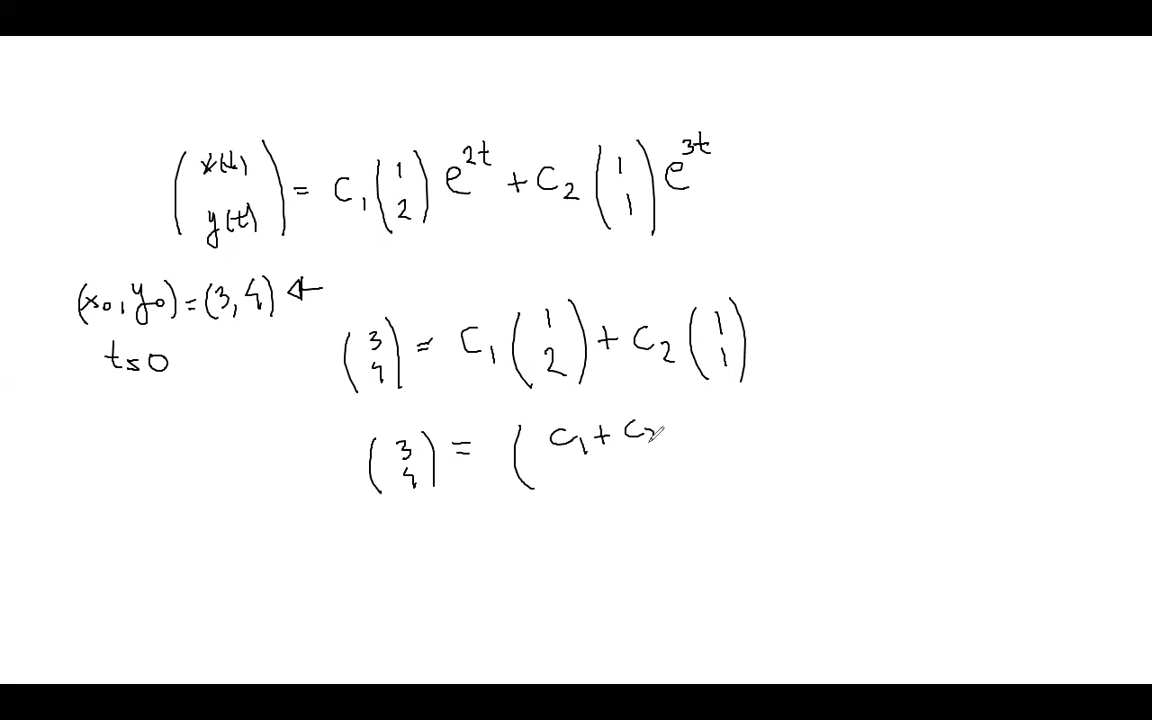 (x(t) y(t)) = C₁ (1 2) e^2t + C₂ (1 1) e^3t
(x₀, y₀) = (3, 4) ←
t = 0
(3 4) = C₁ (1 2) + C₂ (1 1)
(3 4) = ( C₁ + C₂